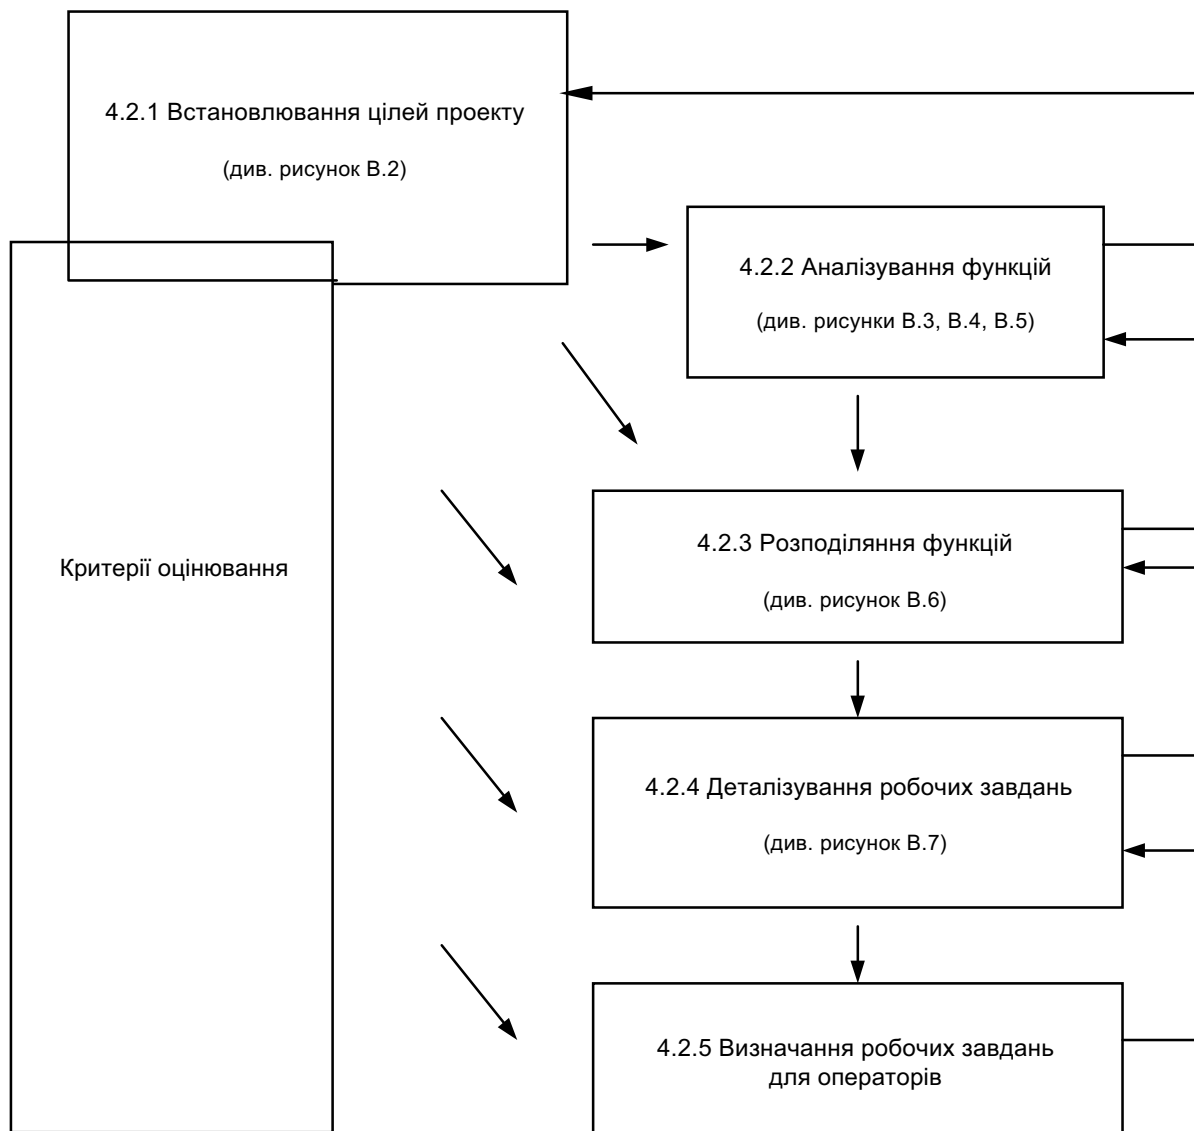 4.2.1 Встановлювання цілей проекту
(див. рисунок В.2)
4.2.2 Аналізування функцій
(див. рисунки В.3, В.4, В.5)
4.2.3 Розподіляння функцій
(див. рисунок В.6)
Критерії оцінювання
4.2.4 Деталізування робочих завдань
(див. рисунок В.7)
4.2.5 Визначання робочих завдань
для операторів